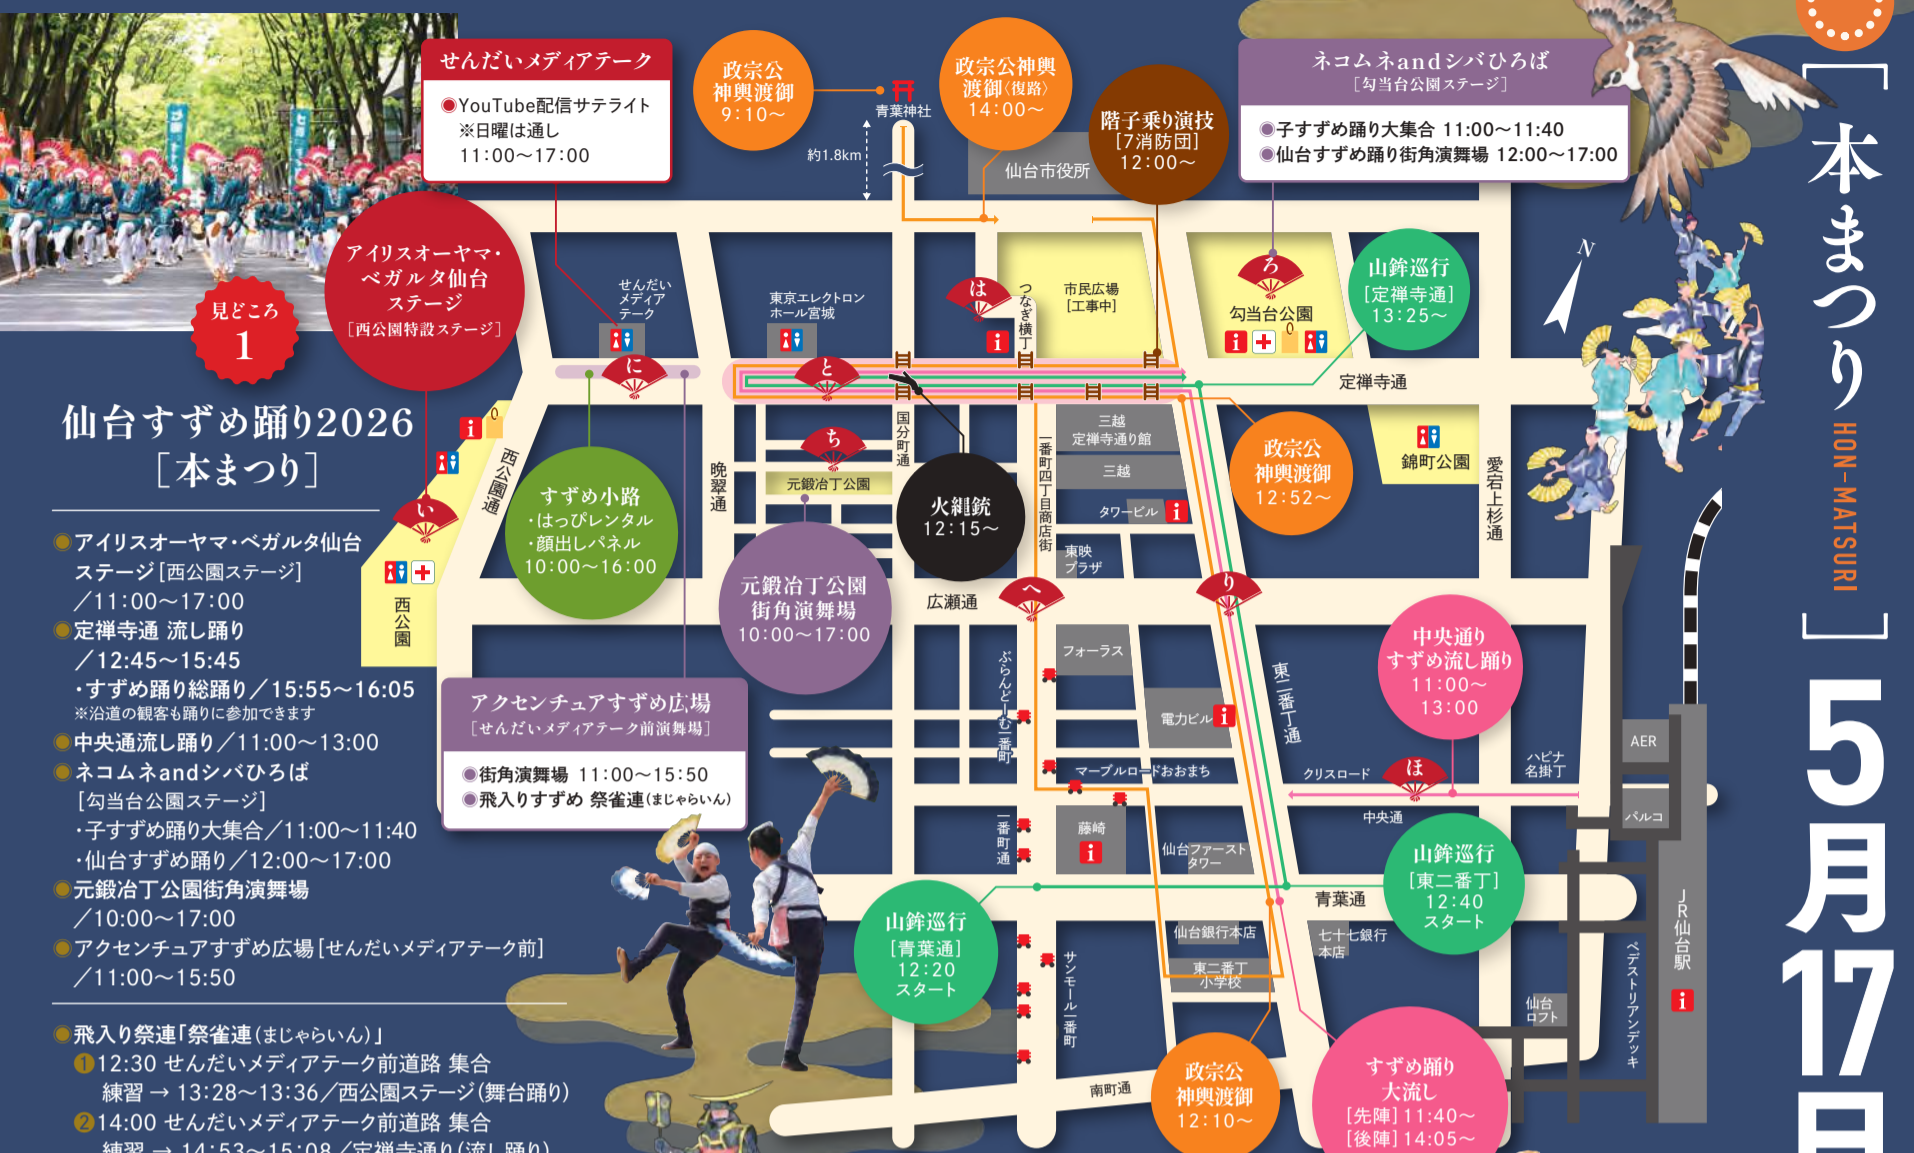 せんだいメディアテーク
◉YouTube配信サテライト
※日曜は通し
11:00〜17:00
政宗公
神輿渡御
9:10〜
青葉神社
約1.8km
政宗公神輿
渡御〈復路〉
14:00〜
仙台市役所
階子乗り演技
[7消防団]
12:00〜
ネコムネandシバひろば
[勾当台公園ステージ]
◉子すずめ踊り大集合 11:00〜11:40
◉仙台すずめ踊り街角演舞場 12:00〜17:00
[本まつり HON-MATSURI]
5月17日
N
見どころ
1
アイリスオーヤマ・
ベガルタ仙台
ステージ
[西公園特設ステージ]
せんだい
メディア
テーク
東京エレクトロン
ホール宮城
は
つなぎ横丁
市民広場
[工事中]
ろ
勾当台公園
山鉾巡行
[定禅寺通]
13:25〜
に
と
定禅寺通
仙台すずめ踊り2026
[本まつり]
◉アイリスオーヤマ・ベガルタ仙台
ステージ[西公園ステージ]
/11:00〜17:00
◉定禅寺通 流し踊り
/12:45〜15:45
・すずめ踊り総踊り/15:55〜16:05
※沿道の観客も踊りに参加できます
◉中央通流し踊り/11:00〜13:00
◉ネコムネandシバひろば
[勾当台公園ステージ]
・子すずめ踊り大集合/11:00〜11:40
・仙台すずめ踊り/12:00〜17:00
◉元鍛冶丁公園街角演舞場
/10:00〜17:00
◉アクセンチュアすずめ広場[せんだいメディアテーク前]
/11:00〜15:50
◉飛入り祭連「祭雀連(まじゃらいん)」
❶12:30 せんだいメディアテーク前道路 集合
練習 → 13:28〜13:36/西公園ステージ(舞台踊り)
❷14:00 せんだいメディアテーク前道路 集合
練習 → 14:53〜15:08/定禅寺通り(流し踊り)
い
西公園
西公園通
すずめ小路
・はっぴレンタル
・顔出しパネル
10:00〜16:00
晩翠通
ち
元鍛冶丁公園
国分町通
火縄銃
12:15〜
元鍛冶丁公園
街角演舞場
10:00〜17:00
一番町四丁目商店街
三越
定禅寺通り館
三越
タワービル
東映
プラザ
政宗公
神輿渡御
12:52〜
錦町公園
愛宕上杉通
広瀬通
へ
り
アクセンチュアすずめ広場
[せんだいメディアテーク前演舞場]
◉街角演舞場 11:00〜15:50
◉飛入りすずめ 祭雀連(まじゃらいん)
ぶらんどーむ一番町
フォーラス
電力ビル
東二番丁通
中央通り
すずめ流し踊り
11:00〜
13:00
マーブルロードおおまち
クリスロード
ほ
ハピナ
名掛丁
中央通
AER
パルコ
一番町通
藤崎
仙台ファースト
タワー
山鉾巡行
[東二番丁]
12:40
スタート
青葉通
山鉾巡行
[青葉通]
12:20
スタート
サンモール一番町
仙台銀行本店
東二番丁
小学校
七十七銀行
本店
仙台
ロフト
ペデストリアンデッキ
JR仙台駅
南町通
政宗公
神輿渡御
12:10〜
すずめ踊り
大流し
[先陣]11:40〜
[後陣]14:05〜